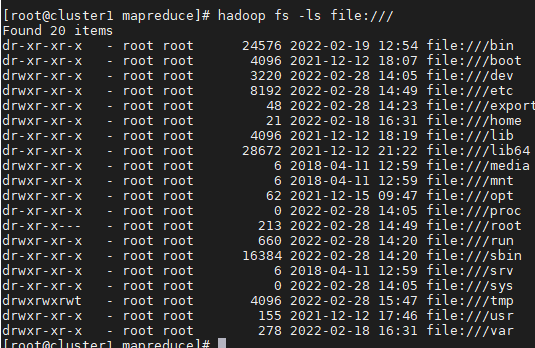 [root@cluster1 mapreduce]# hadoop fs -ls file:///
Found 20 items
dr-xr-xr-x   - root root      24576 2022-02-19 12:54 file:///bin
dr-xr-xr-x   - root root       4096 2021-12-12 18:07 file:///boot
drwxr-xr-x   - root root       3220 2022-02-28 14:05 file:///dev
drwxr-xr-x   - root root       8192 2022-02-28 14:49 file:///etc
drwxr-xr-x   - root root         48 2022-02-28 14:23 file:///export
drwxr-xr-x   - root root         21 2022-02-18 16:31 file:///home
dr-xr-xr-x   - root root       4096 2021-12-12 18:19 file:///lib
dr-xr-xr-x   - root root      28672 2021-12-12 21:22 file:///lib64
drwxr-xr-x   - root root          6 2018-04-11 12:59 file:///media
drwxr-xr-x   - root root          6 2018-04-11 12:59 file:///mnt
drwxr-xr-x   - root root         62 2021-12-15 09:47 file:///opt
dr-xr-xr-x   - root root          0 2022-02-28 14:05 file:///proc
dr-xr-x---   - root root        213 2022-02-28 14:49 file:///root
drwxr-xr-x   - root root        660 2022-02-28 14:20 file:///run
dr-xr-xr-x   - root root      16384 2022-02-28 14:20 file:///sbin
drwxr-xr-x   - root root          6 2018-04-11 12:59 file:///srv
dr-xr-xr-x   - root root          0 2022-02-28 14:05 file:///sys
drwxrwxrwt   - root root       4096 2022-02-28 15:47 file:///tmp
drwxr-xr-x   - root root        155 2021-12-12 17:46 file:///usr
drwxr-xr-x   - root root        278 2022-02-18 16:31 file:///var
[root@cluster1 mapreduce]#